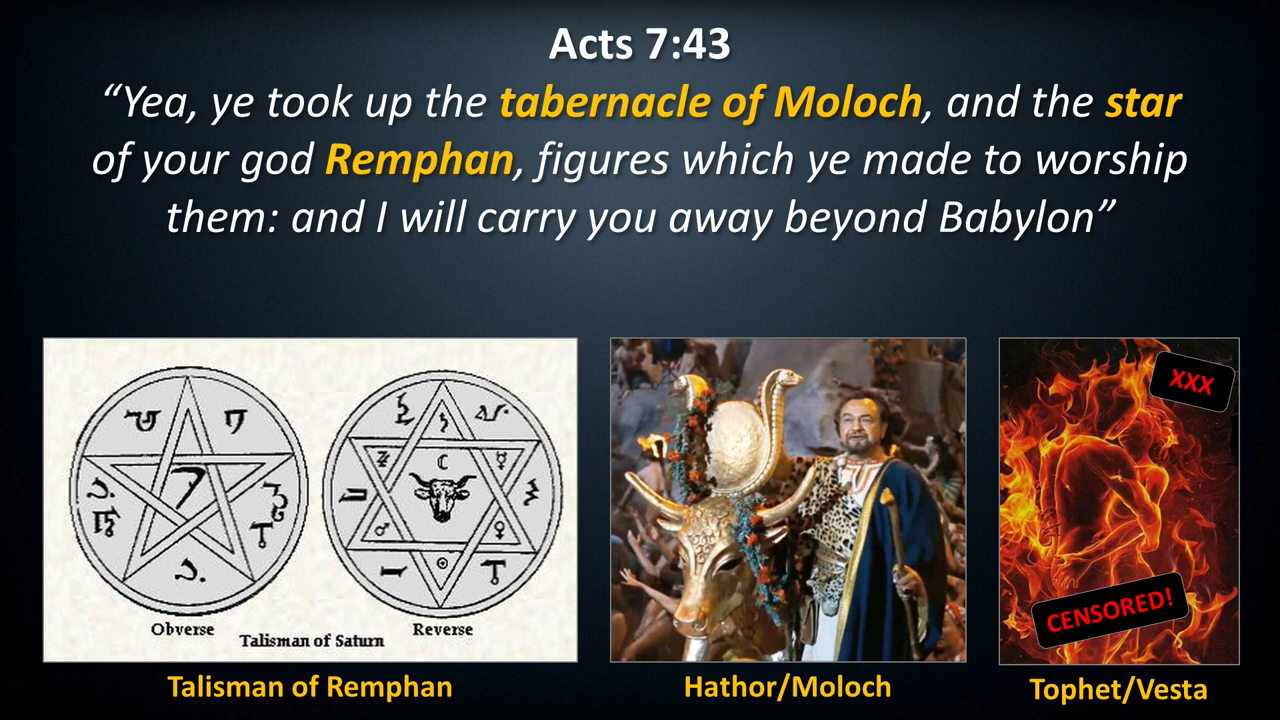 Acts 7:43
“Yea, ye took up the tabernacle of Moloch, and the star
of your god Remphan, figures which ye made to worship
them: and I will carry you away beyond Babylon”
Obverse
Talisman of Saturn
Reverse
XXX
CENSORED!
Talisman of Remphan
Hathor/Moloch
Tophet/Vesta